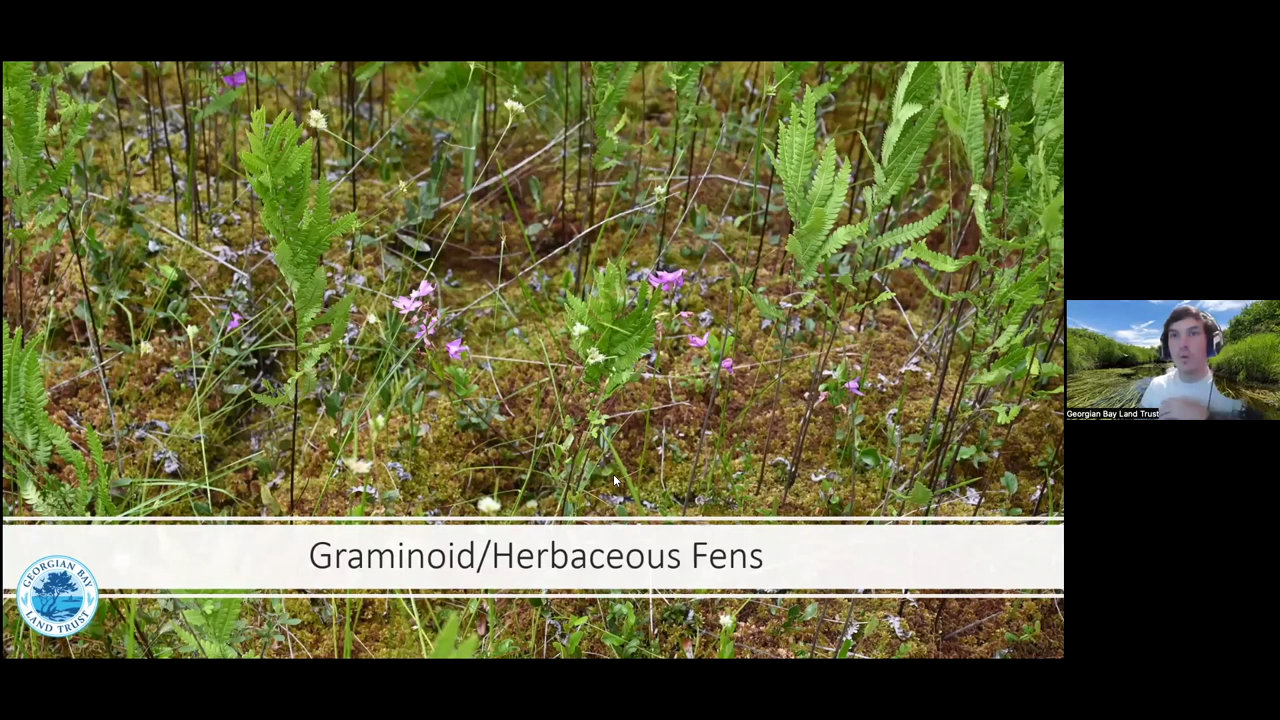 Graminoid/Herbaceous Fens
GEORGIAN BAY
LAND TRUST
Georgian Bay Land Trust